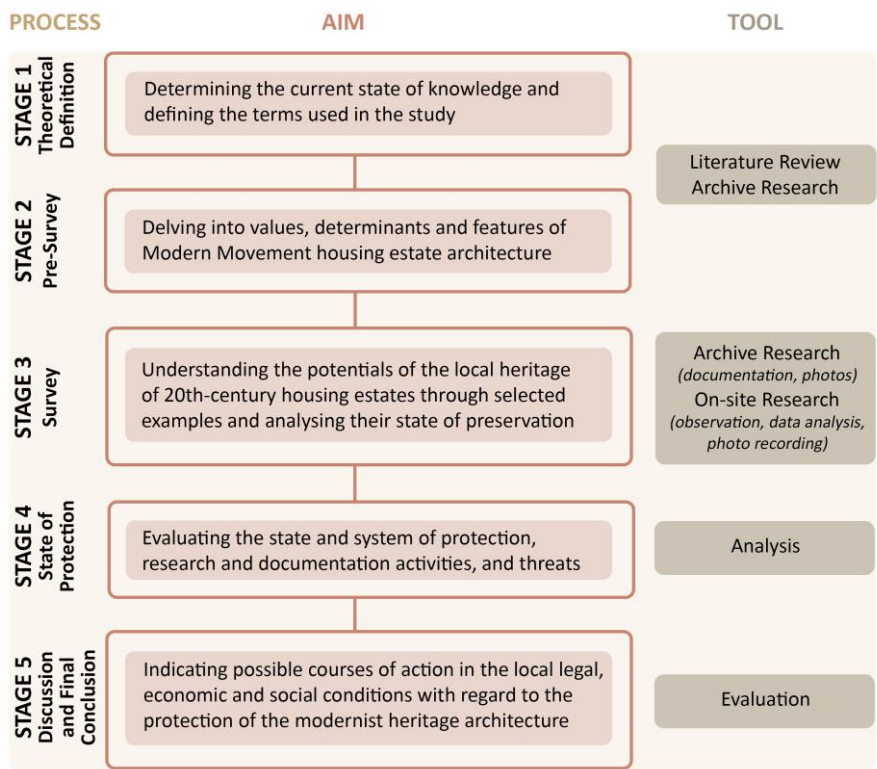 PROCESS
AIM
TOOL
STAGE 1
Theoretical
Definition
Determining the current state of knowledge and
defining the terms used in the study
Literature Review
Archive Research
STAGE 2
Pre-Survey
Delving into values, determinants and features of
Modern Movement housing estate architecture
STAGE 3
Survey
Understanding the potentials of the local heritage
of 20th-century housing estates through selected
examples and analysing their state of preservation
Archive Research
(documentation, photos)
On-site Research
(observation, data analysis,
photo recording)
STAGE 4
State of
Protection
Evaluating the state and system of protection,
research and documentation activities, and threats
Analysis
STAGE 5
Discussion
and Final
Conclusion
Indicating possible courses of action in the local legal,
economic and social conditions with regard to the
protection of the modernist heritage architecture
Evaluation